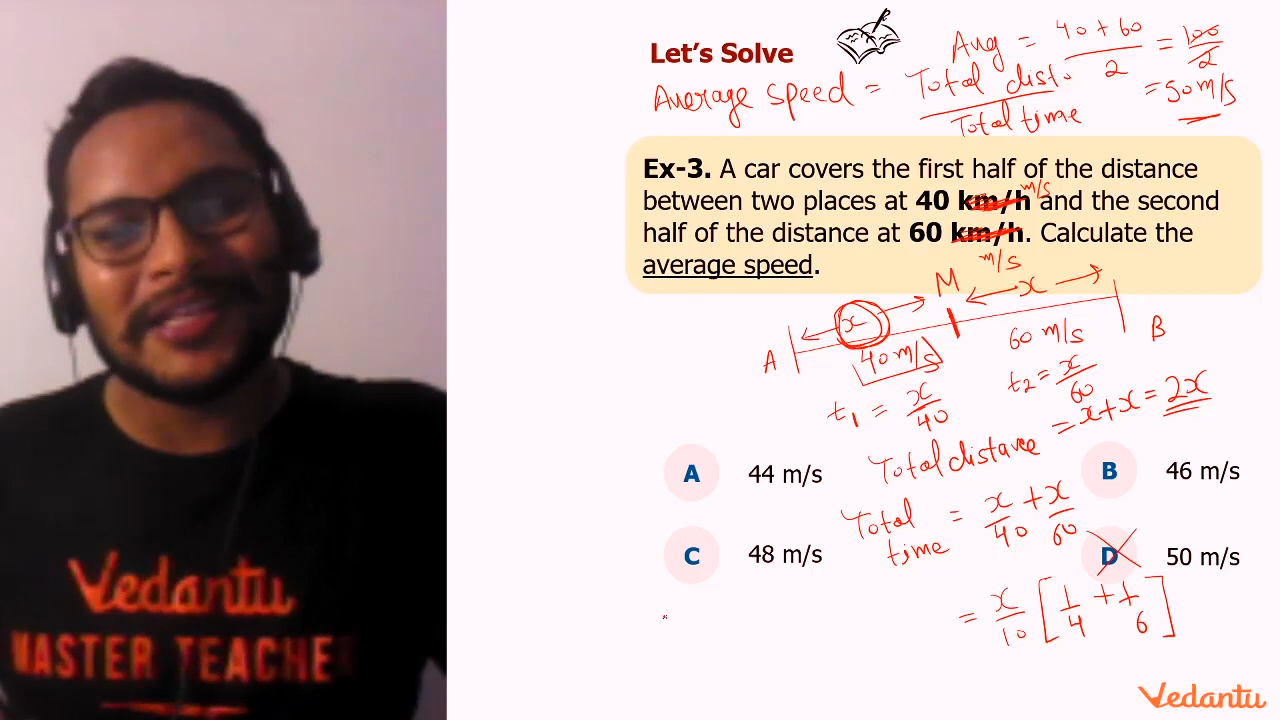 Let's Solve
Avg = 40 + 60 / 2 = 100 / 2
= 50 m/s
Average speed = Total dist. / Total time
Ex-3. A car covers the first half of the distance
between two places at 40 km/h m/s and the second
half of the distance at 60 km/h. Calculate the
average speed.
m/s
M
x
x
A
40 m/s
60 m/s
B
t₁ = x/40
t₂ = x/60
Total distance = x+x = 2x
A 44 m/s
B 46 m/s
Total time = x/40 + x/60
C 48 m/s
D 50 m/s
= x/10 [1/4 + 1/6]
Vedantu
MASTER TEACHER
Vedantu